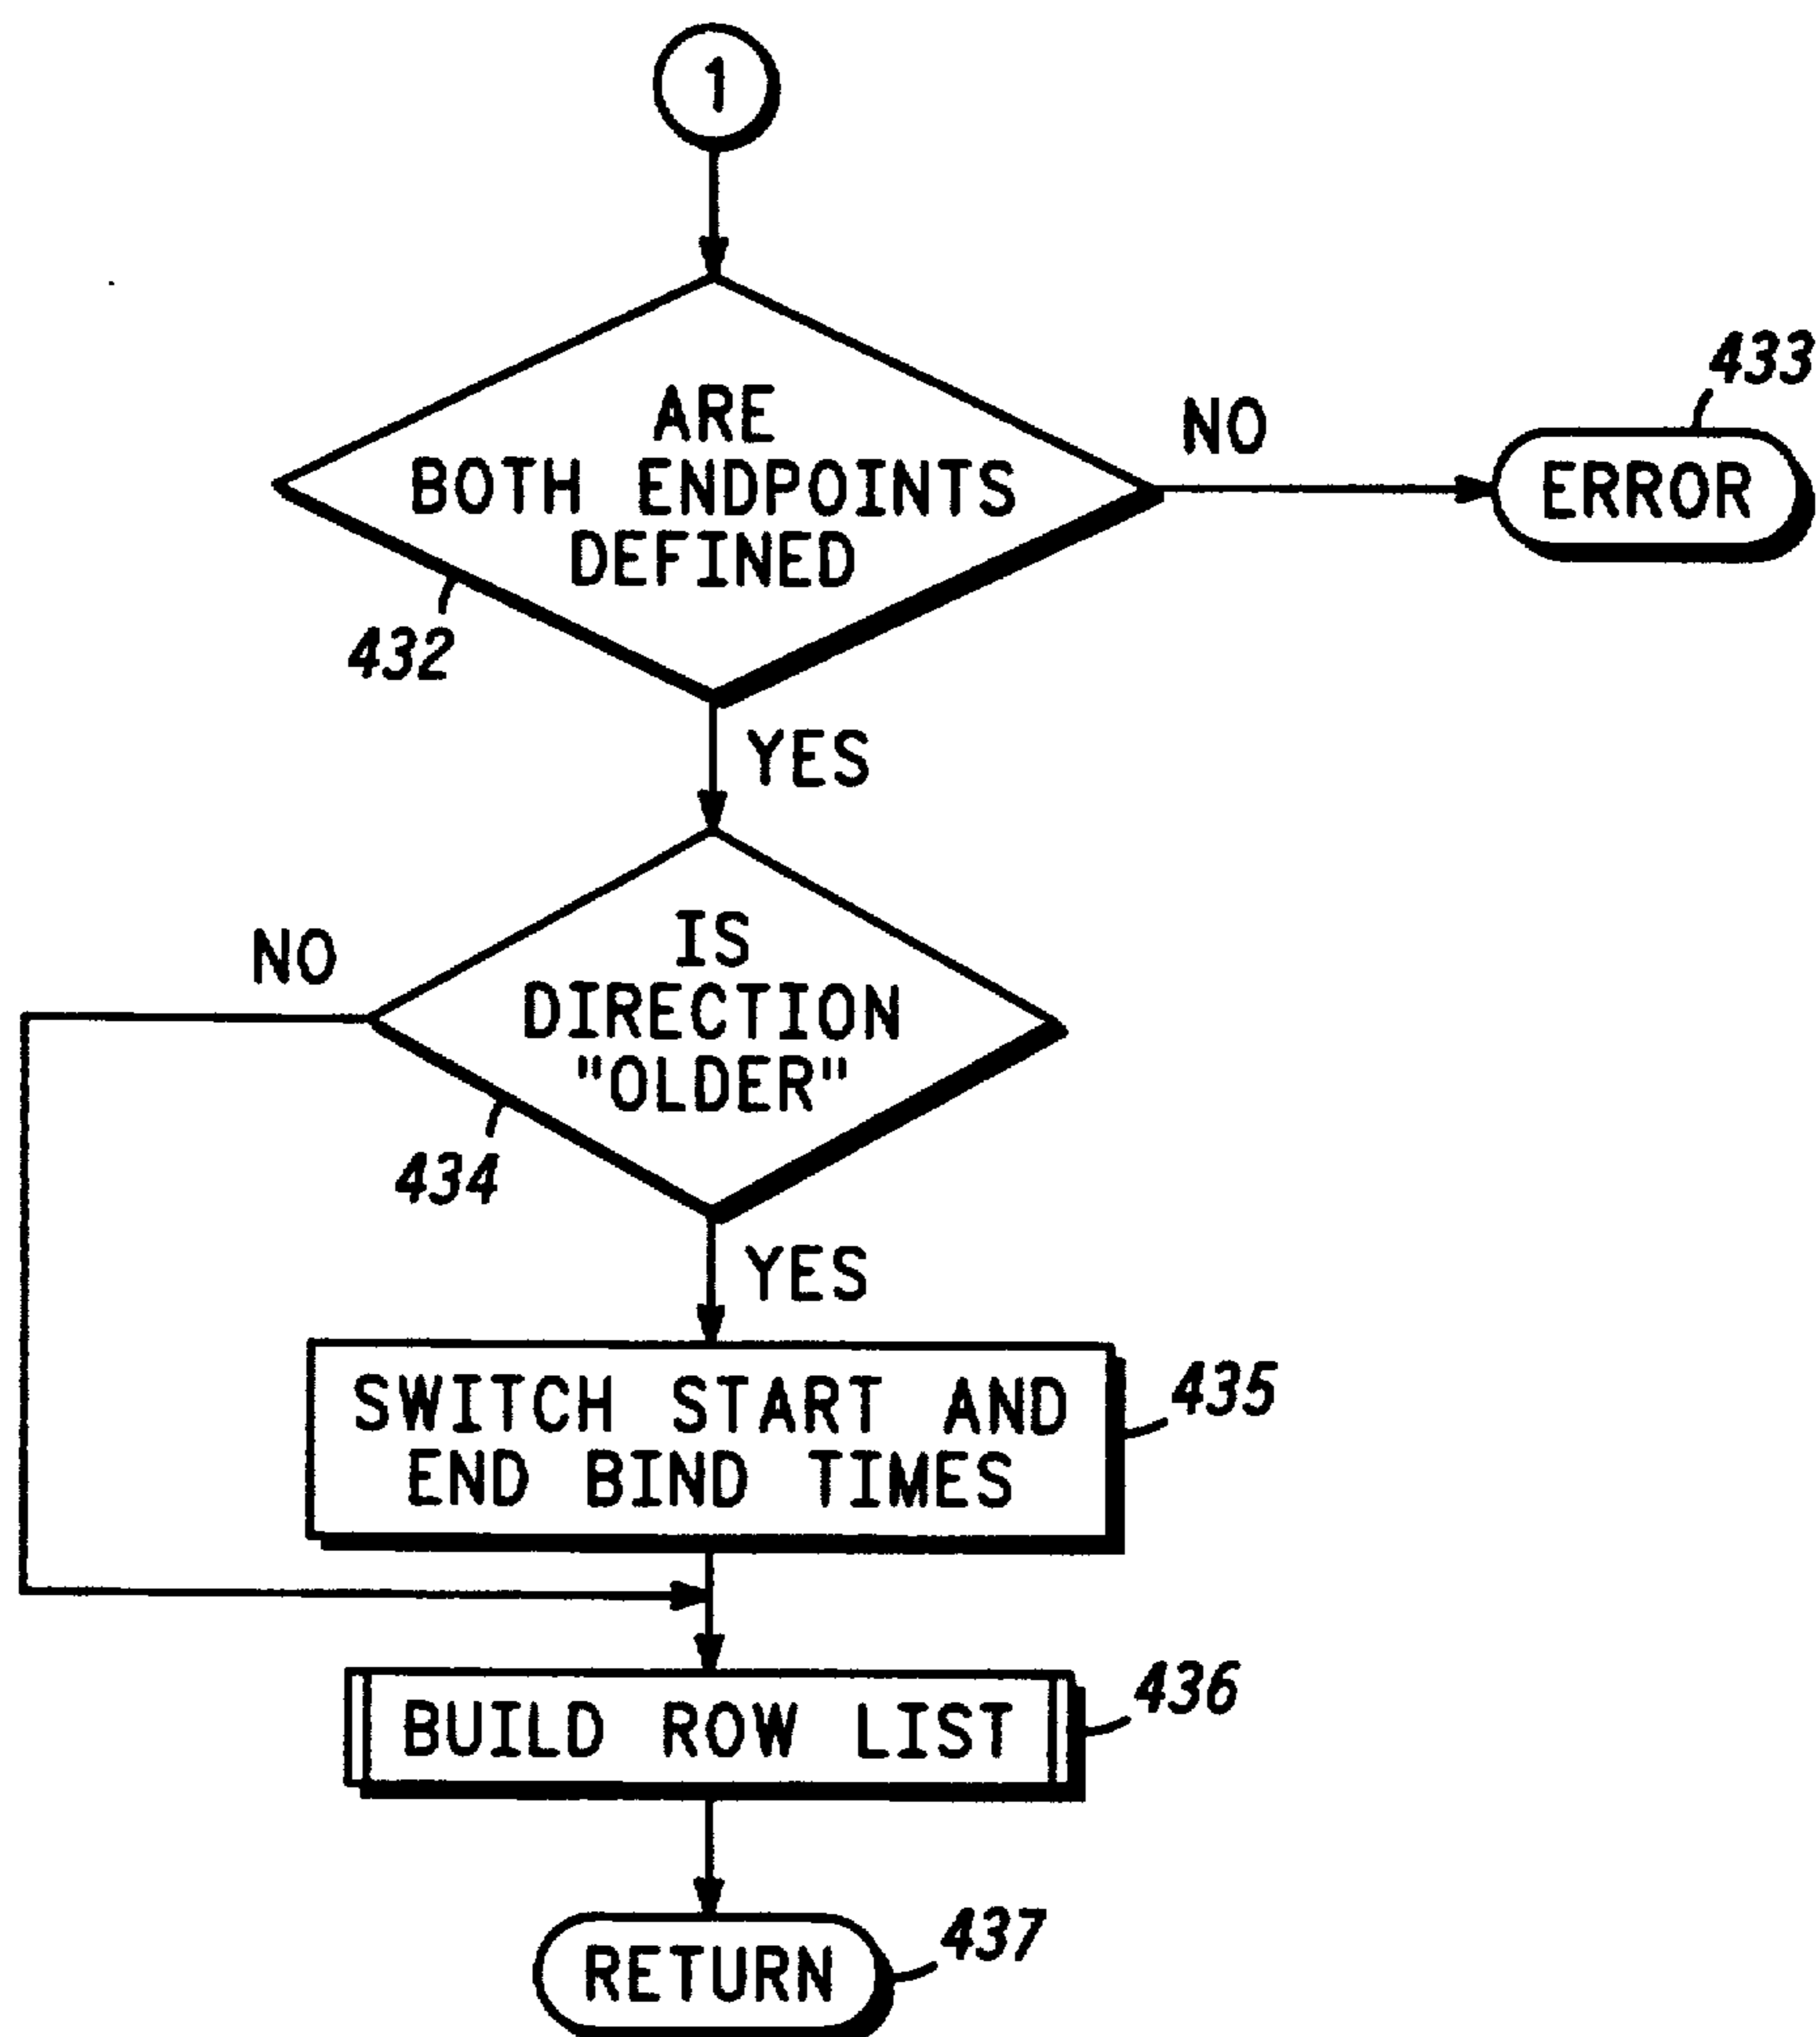 1
ARE
BOTH ENDPOINTS
DEFINED
432
NO
433
ERROR
YES
IS
DIRECTION
"OLDER"
434
NO
YES
SWITCH START AND
END BIND TIMES
435
BUILD ROW LIST
436
RETURN
437